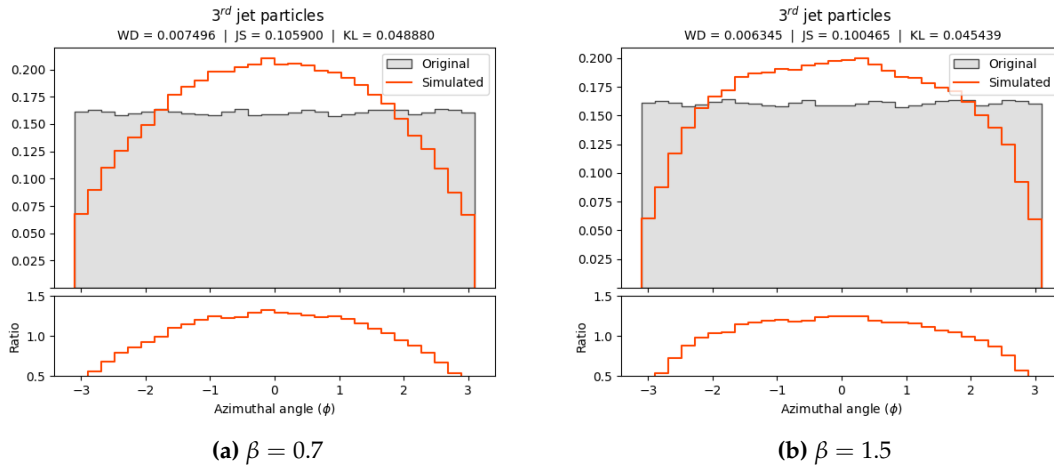 3rd jet particles
WD = 0.007496 | JS = 0.105900 | KL = 0.048880
Original
Simulated
0.200
0.175
0.150
0.125
0.100
0.075
0.050
0.025
1.5
1.0
0.5
Ratio
−3 −2 −1 0 1 2 3
Azimuthal angle (ϕ)
(a) β = 0.7
3rd jet particles
WD = 0.006345 | JS = 0.100465 | KL = 0.045439
Original
Simulated
0.200
0.175
0.150
0.125
0.100
0.075
0.050
0.025
1.5
1.0
0.5
Ratio
−3 −2 −1 0 1 2 3
Azimuthal angle (ϕ)
(b) β = 1.5